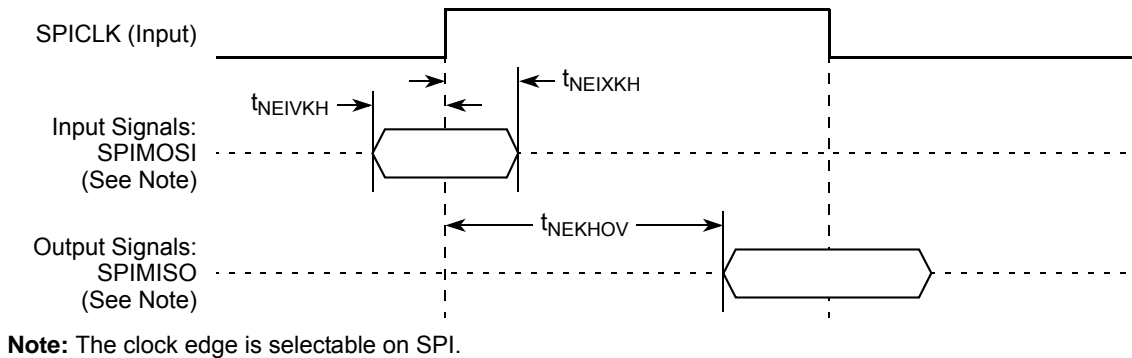 SPICLK (Input)
tNEIXKH
tNEIVKH
Input Signals:
SPIMOSI
(See Note)
tNEKHOV
Output Signals:
SPIMISO
(See Note)
Note: The clock edge is selectable on SPI.